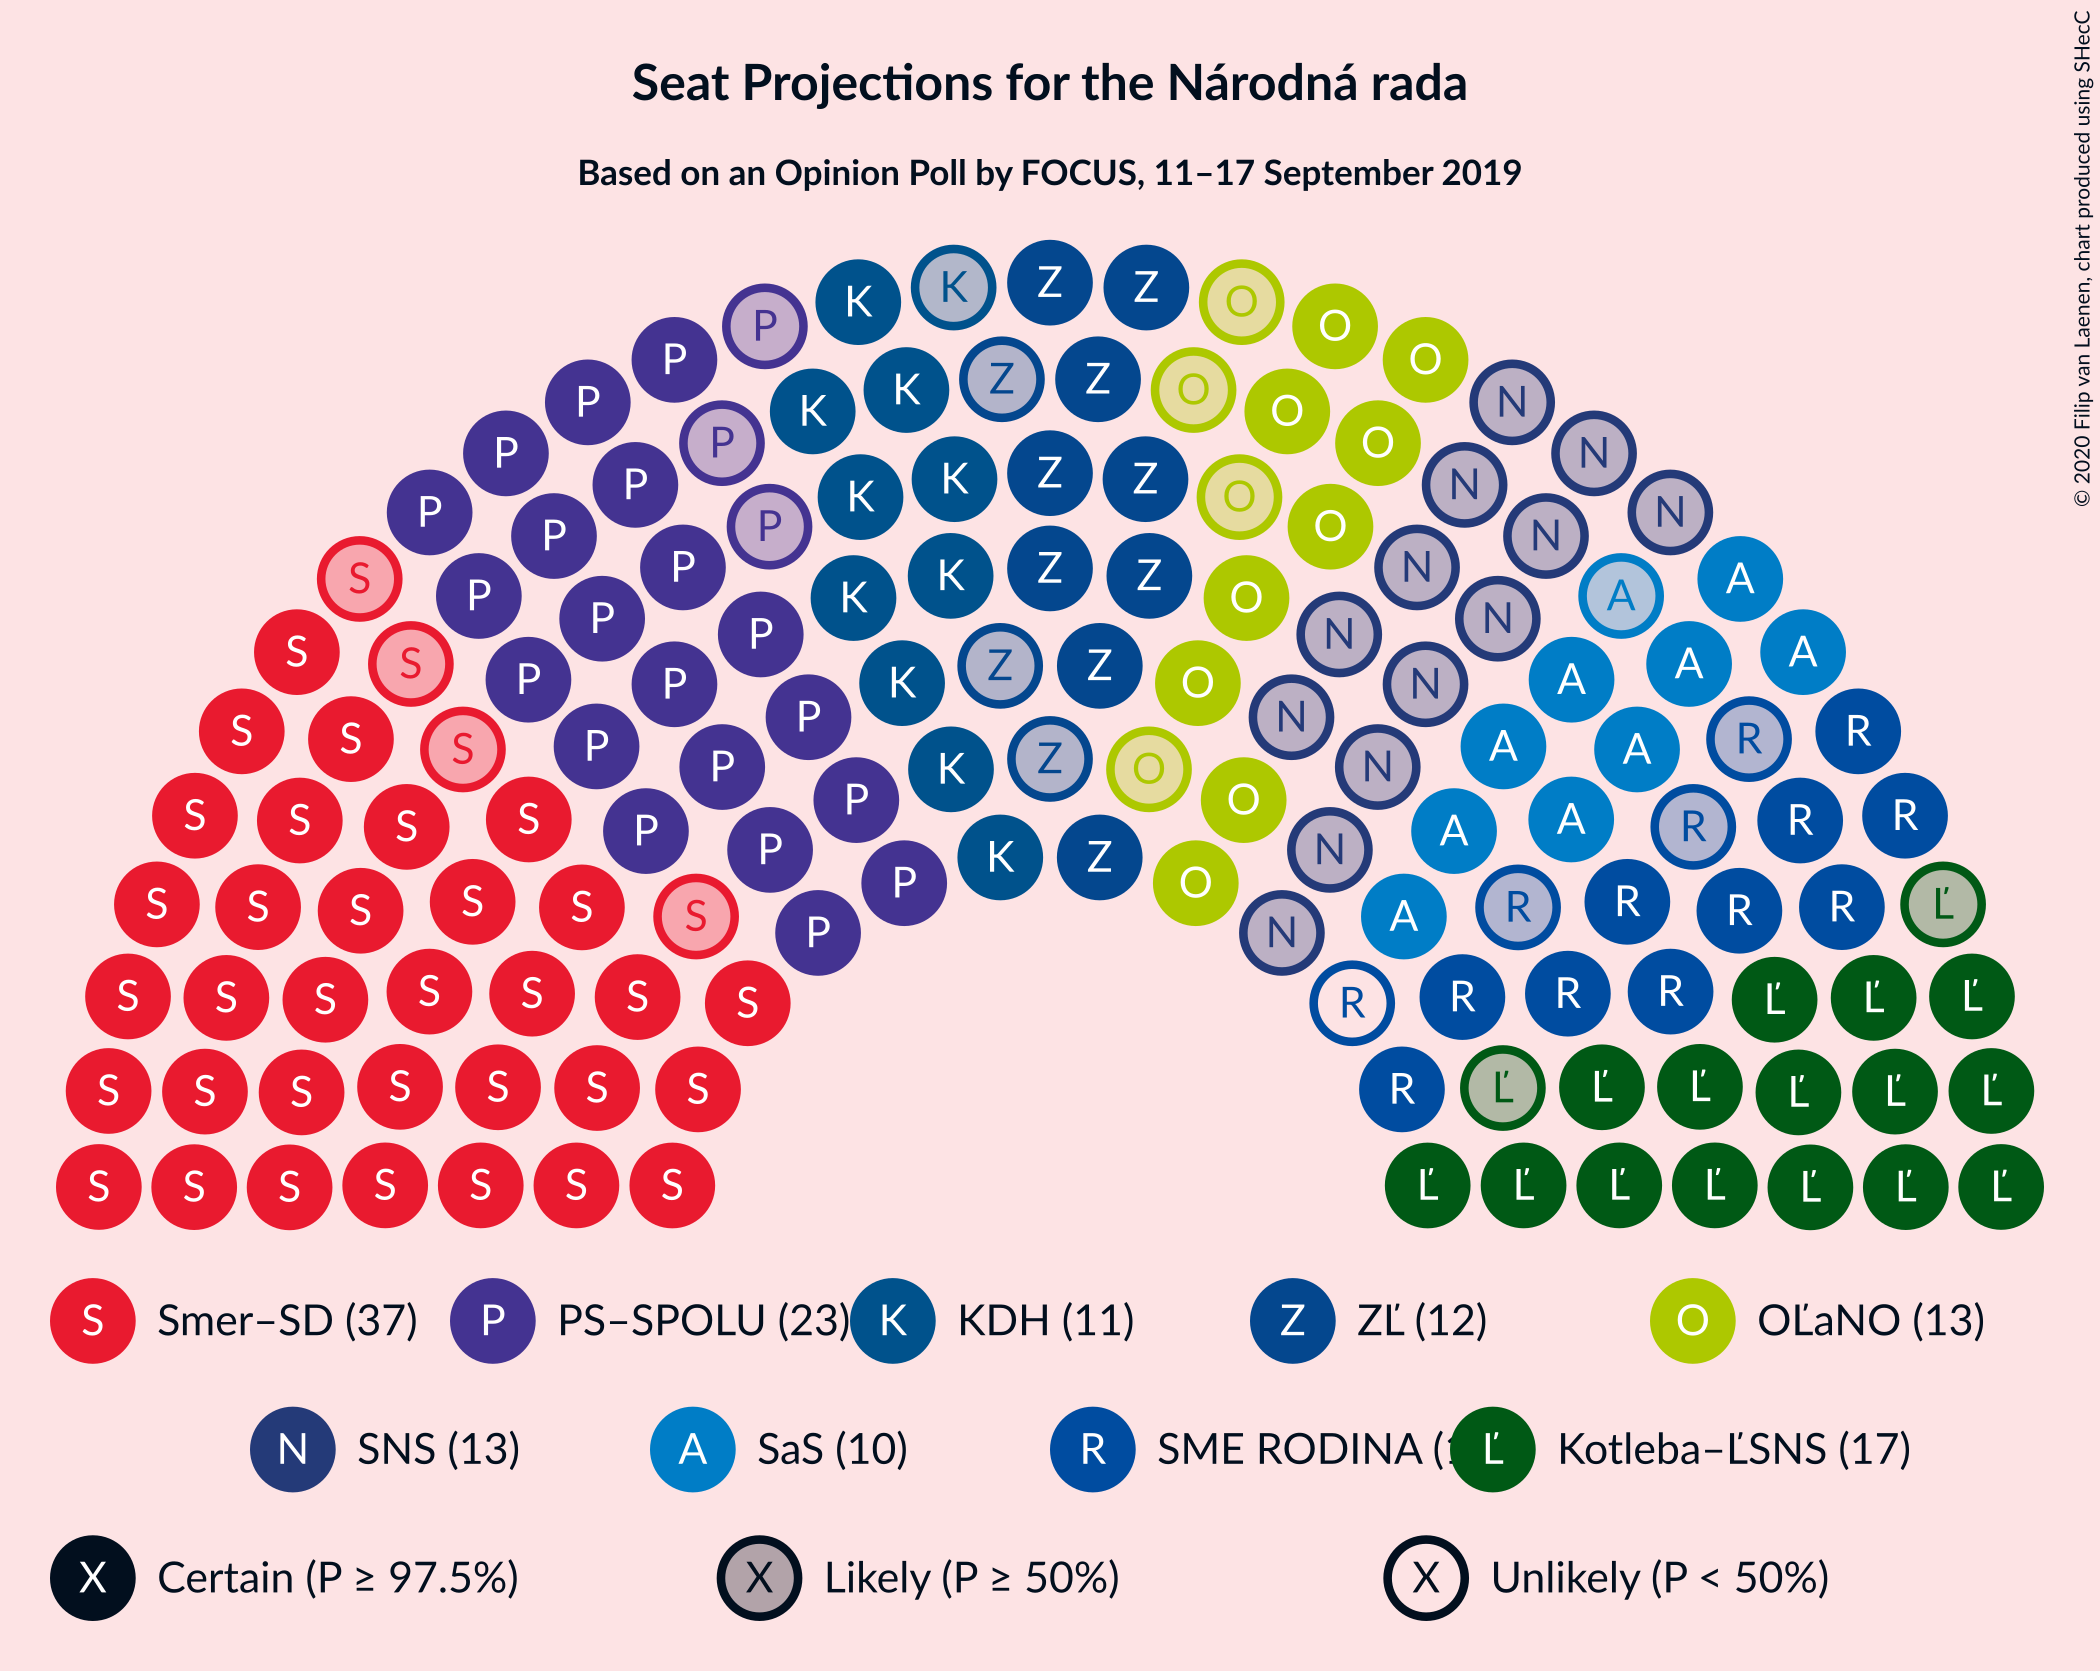 Seat Projections for the Národná rada
Based on an Opinion Poll by FOCUS, 11–17 September 2019
© 2020 Filip van Laenen, chart produced using SHecC
K K Z Z O
P O O
P K K Z Z O O N
P P O N
P P K K Z Z O O N N
P P P O N N
S P P P K K Z Z O N N A A
S S P P P K Z Z O N N A A A
S S S P P P K Z O N N A A R R
S S S S P P P O N A A R R R
S S S S S S P P K Z O N A R R R R Ľ
S S S S S S S R R R R Ľ Ľ Ľ
S S S S S S S R Ľ Ľ Ľ Ľ Ľ Ľ
S S S S S S S Ľ Ľ Ľ Ľ Ľ Ľ Ľ
S Smer–SD (37) P PS–SPOLU (23) K KDH (11) Z ZĽ (12) O OĽaNO (13)
N SNS (13) A SaS (10) R SME RODINA ( Ľ Kotleba–ĽSNS (17)
X Certain (P ≥ 97.5%) X Likely (P ≥ 50%) X Unlikely (P < 50%)